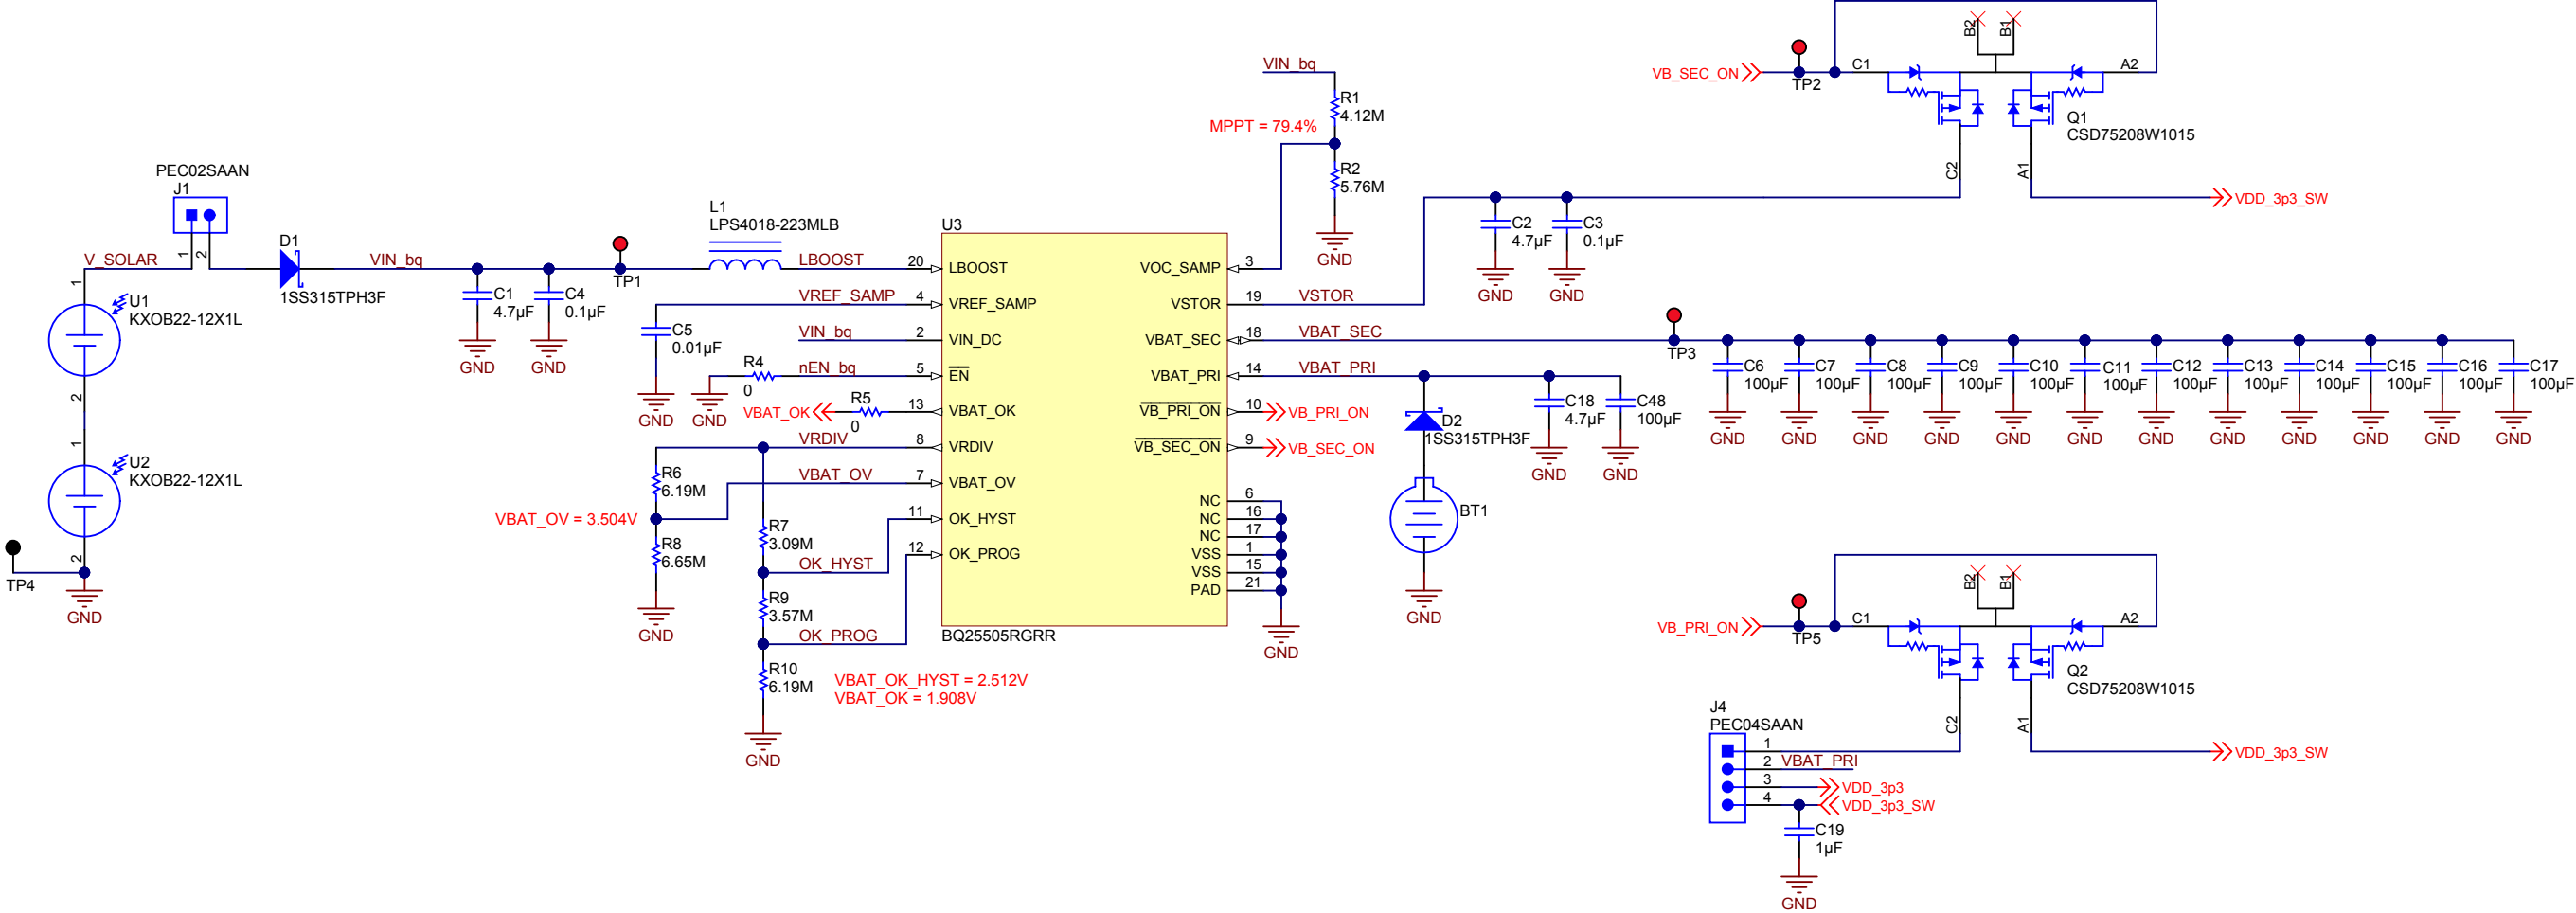 PEC02SAAN
J1
1
2
V_SOLAR
D1
1SS315TPH3F
VIN_bq
1
U1
KXOB22-12X1L
2
1
U2
KXOB22-12X1L
2
TP4
GND
C1
4.7µF
GND
C4
0.1µF
GND
TP1
L1
LPS4018-223MLB
LBOOST
VREF_SAMP
C5
0.01µF
GND
VIN_bq
R4
0
GND
nEN_bq
VBAT_OK
R5
0
VRDIV
R6
6.19M
VBAT_OV
VBAT_OV = 3.504V
R8
6.65M
GND
R7
3.09M
OK_HYST
R9
3.57M
OK_PROG
R10
6.19M
GND
VBAT_OK_HYST = 2.512V
VBAT_OK = 1.908V
U3
20 LBOOST
4 VREF_SAMP
2 VIN_DC
5 EN
13 VBAT_OK
8 VRDIV
7 VBAT_OV
11 OK_HYST
12 OK_PROG
VOC_SAMP 3
VSTOR 19
VBAT_SEC 18
VBAT_PRI 14
VB_PRI_ON 10
VB_SEC_ON 9
NC 6
NC 16
NC 17
VSS 1
VSS 15
PAD 21
BQ25505RGRR
GND
VIN_bq
R1
4.12M
MPPT = 79.4%
R2
5.76M
GND
VSTOR
VBAT_SEC
VBAT_PRI
VB_PRI_ON
VB_SEC_ON
C2
4.7µF
GND
C3
0.1µF
GND
D2
1SS315TPH3F
BT1
GND
C18
4.7µF
GND
C48
100µF
GND
VB_SEC_ON
TP2
C1
B2
B1
A2
Q1
CSD75208W1015
C2
A1
VDD_3p3_SW
TP3
C6
100µF
GND
C7
100µF
GND
C8
100µF
GND
C9
100µF
GND
C10
100µF
GND
C11
100µF
GND
C12
100µF
GND
C13
100µF
GND
C14
100µF
GND
C15
100µF
GND
C16
100µF
GND
C17
100µF
GND
VB_PRI_ON
TP5
C1
B2
B1
A2
Q2
CSD75208W1015
C2
A1
VDD_3p3_SW
J4
PEC04SAAN
1
2 VBAT_PRI
3 VDD_3p3
4 VDD_3p3_SW
C19
1µF
GND